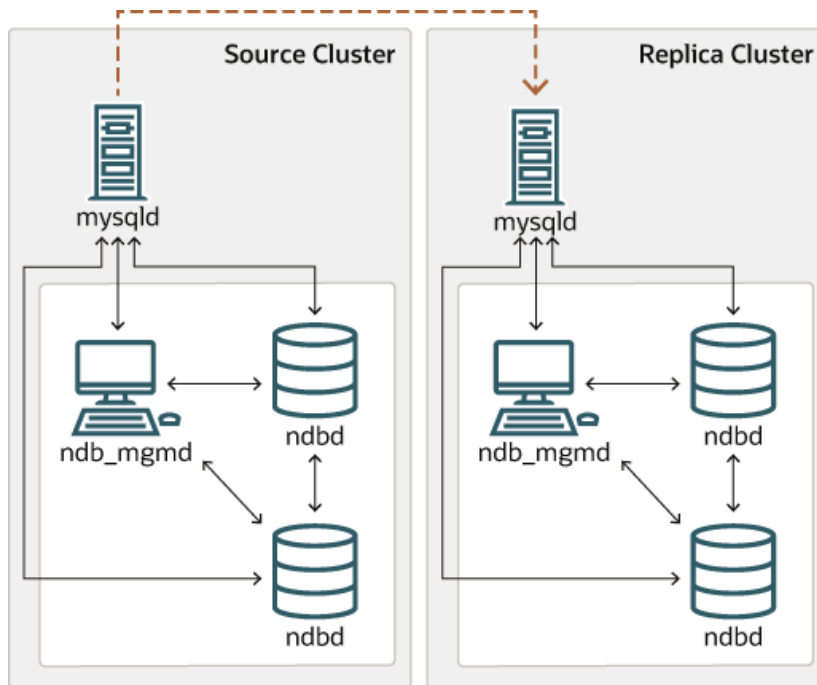 Source Cluster
Replica Cluster
mysqld
mysqld
ndb_mgmd
ndbd
ndb_mgmd
ndbd
ndbd
ndbd